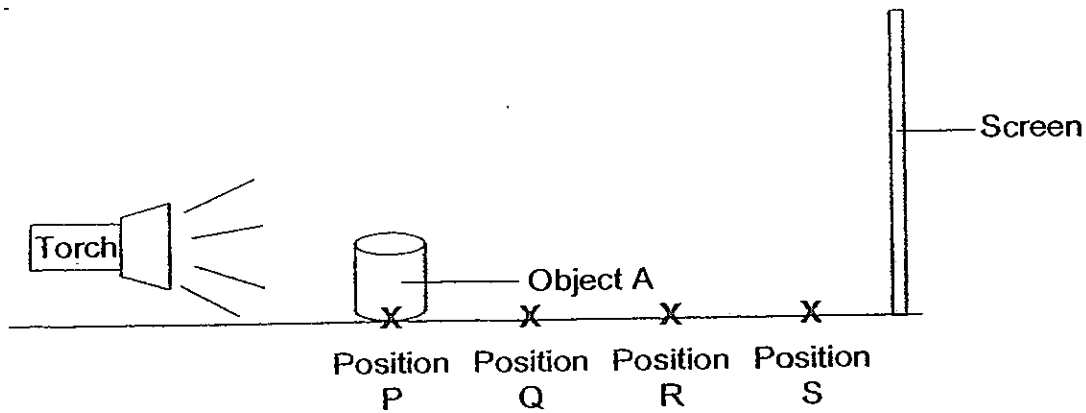 Screen
Torch
Object A
X X X X
Position Position Position Position
P Q R S